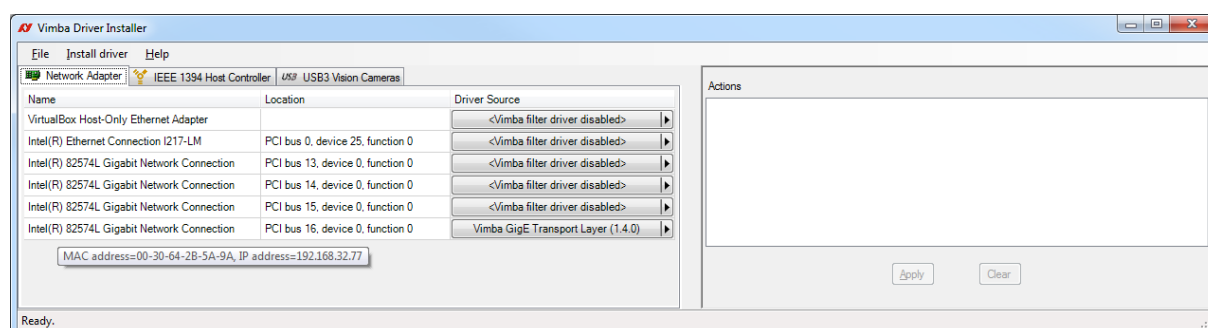 Vimba Driver Installer
File Install driver Help
Network Adapter IEEE 1394 Host Controller USB USB3 Vision Cameras
Name Location Driver Source
VirtualBox Host-Only Ethernet Adapter <Vimba filter driver disabled>
Intel(R) Ethernet Connection I217-LM PCI bus 0, device 25, function 0 <Vimba filter driver disabled>
Intel(R) 82574L Gigabit Network Connection PCI bus 13, device 0, function 0 <Vimba filter driver disabled>
Intel(R) 82574L Gigabit Network Connection PCI bus 14, device 0, function 0 <Vimba filter driver disabled>
Intel(R) 82574L Gigabit Network Connection PCI bus 15, device 0, function 0 <Vimba filter driver disabled>
Intel(R) 82574L Gigabit Network Connection PCI bus 16, device 0, function 0 Vimba GigE Transport Layer (1.4.0)
MAC address=00-30-64-2B-5A-9A, IP address=192.168.32.77
Actions
Apply Clear
Ready.